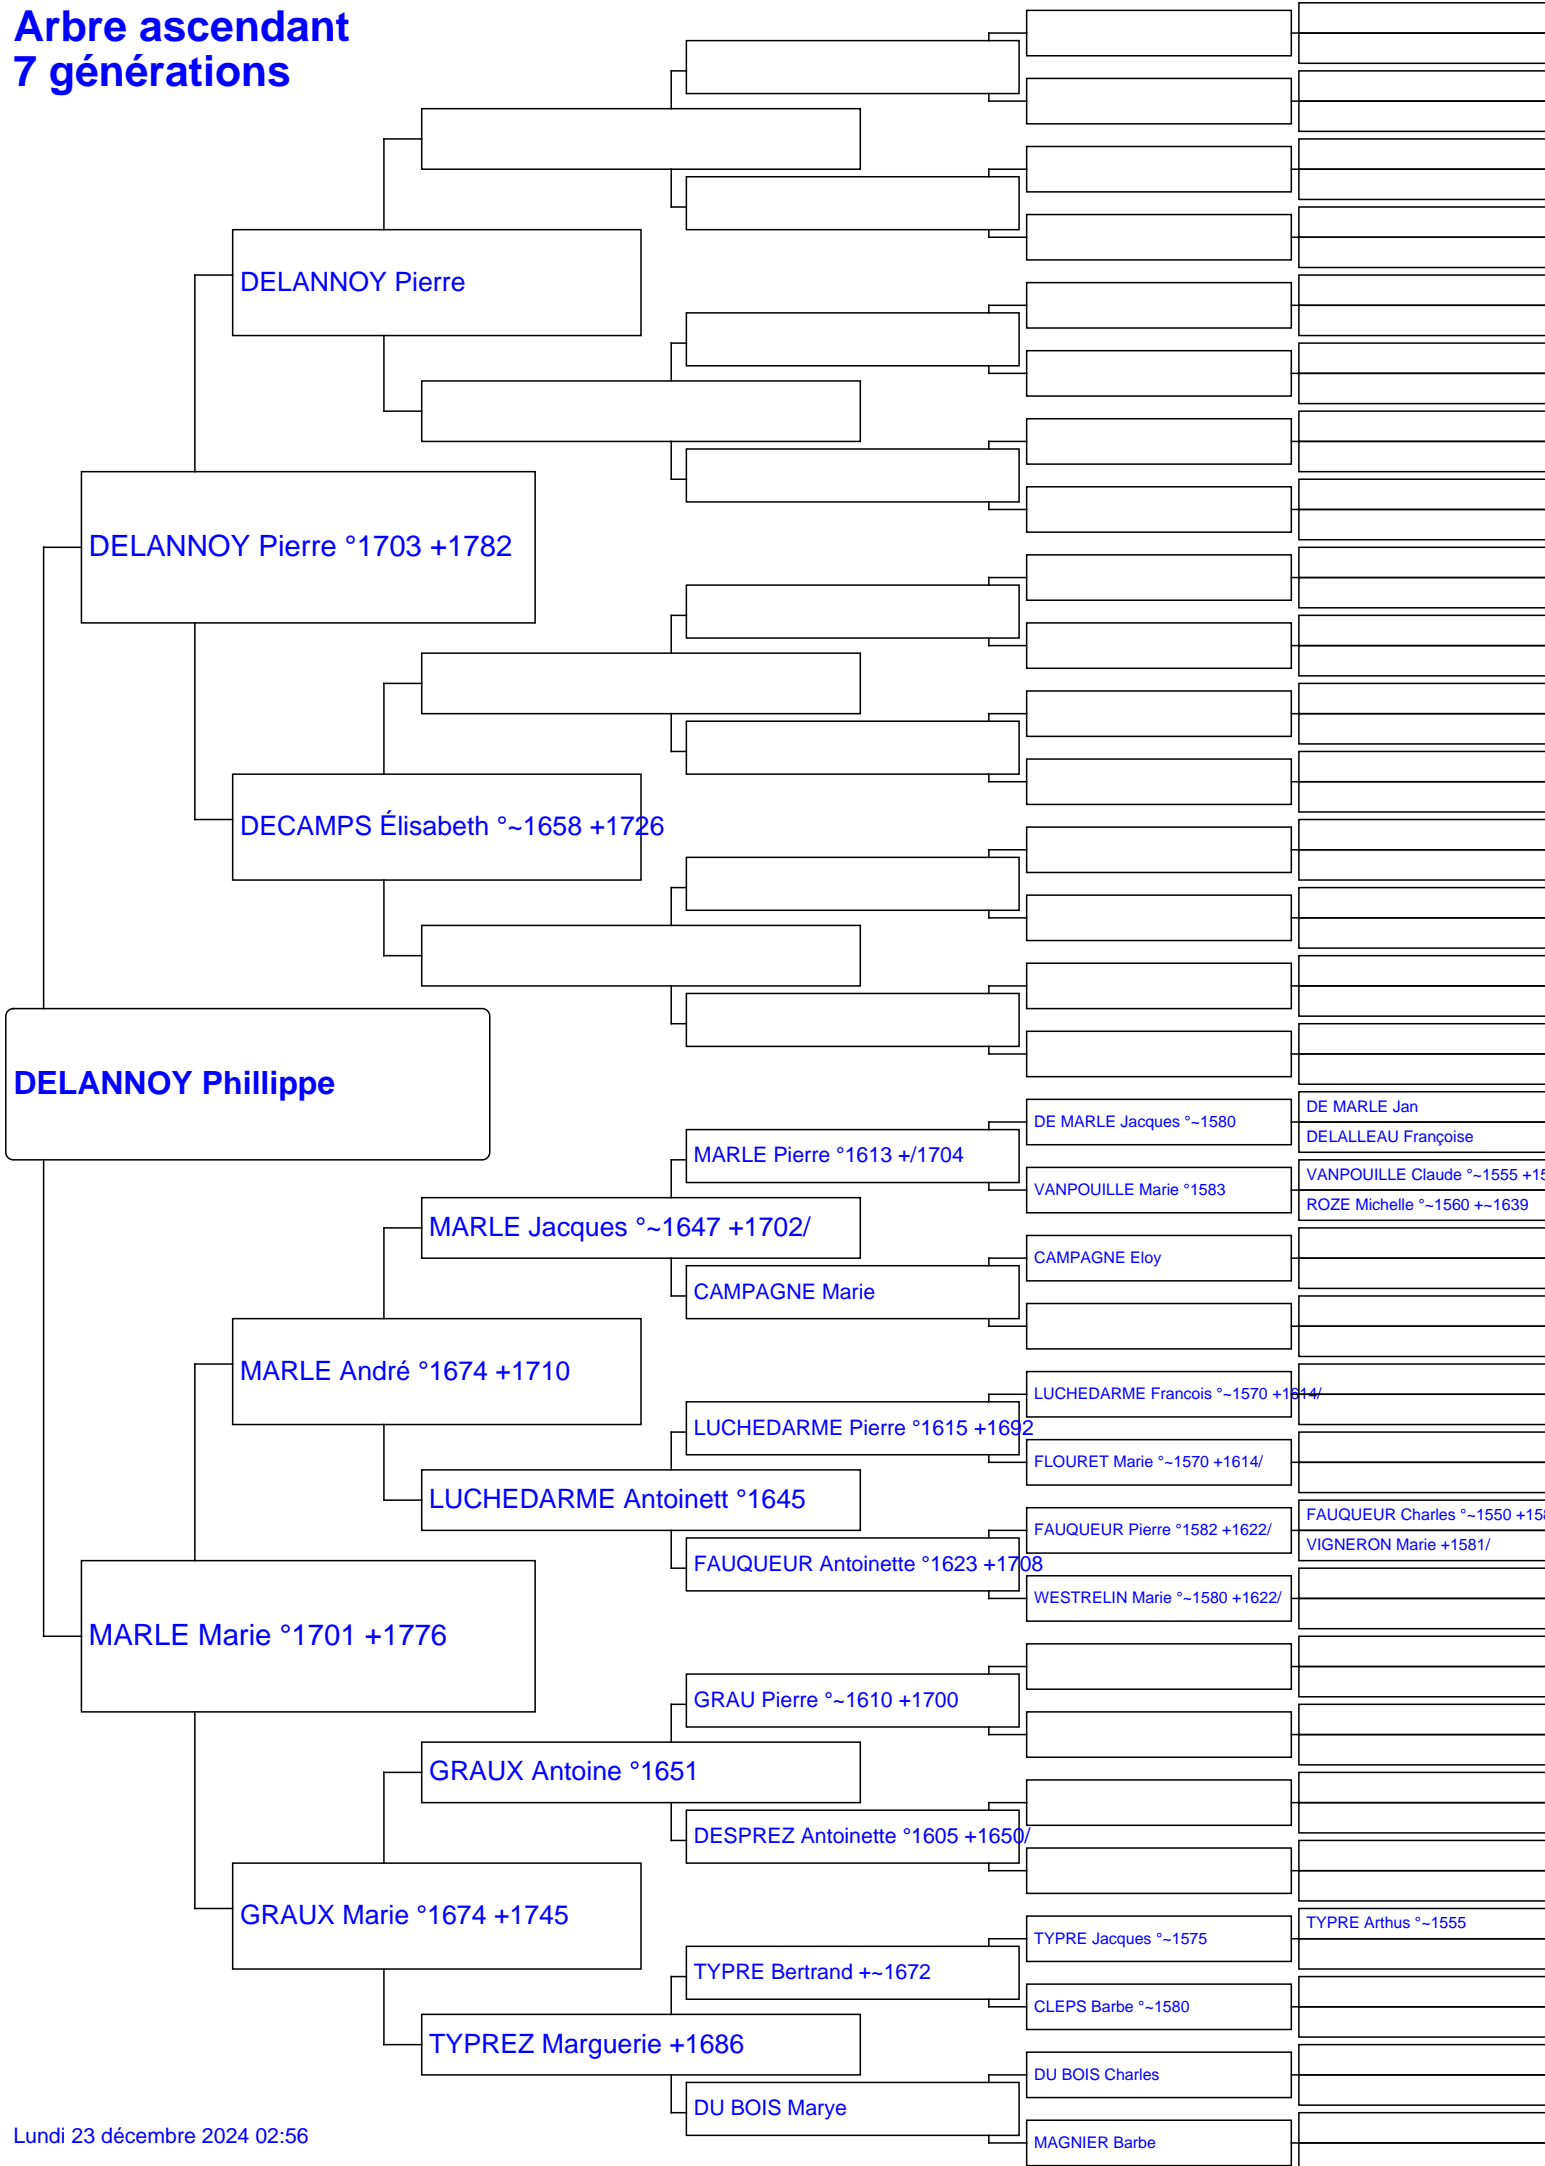 Arbre ascendant
7 générations
DELANNOY Pierre
DELANNOY Pierre °1703 +1782
DECAMPS Élisabeth °~1658 +1726
DELANNOY Phillippe
DE MARLE Jacques °~1580
DE MARLE Jan
DELALLEAU Françoise
MARLE Pierre °1613 +/1704
VANPOUILLE Marie °1583
VANPOUILLE Claude °~1555 +15
ROZE Michelle °~1560 +~1639
MARLE Jacques °~1647 +1702/
CAMPAGNE Eloy
CAMPAGNE Marie
MARLE André °1674 +1710
LUCHEDARME Francois °~1570 +1614/
LUCHEDARME Pierre °1615 +1692
FLOURET Marie °~1570 +1614/
LUCHEDARME Antoinett °1645
FAUQUEUR Pierre °1582 +1622/
FAUQUEUR Charles °~1550 +158
VIGNERON Marie +1581/
FAUQUEUR Antoinette °1623 +1708
WESTRELIN Marie °~1580 +1622/
MARLE Marie °1701 +1776
GRAU Pierre °~1610 +1700
GRAUX Antoine °1651
DESPREZ Antoinette °1605 +1650/
GRAUX Marie °1674 +1745
TYPRE Jacques °~1575
TYPRE Arthus °~1555
TYPRE Bertrand +~1672
CLEPS Barbe °~1580
TYPREZ Marguerie +1686
DU BOIS Charles
DU BOIS Marye
MAGNIER Barbe
Lundi 23 décembre 2024 02:56